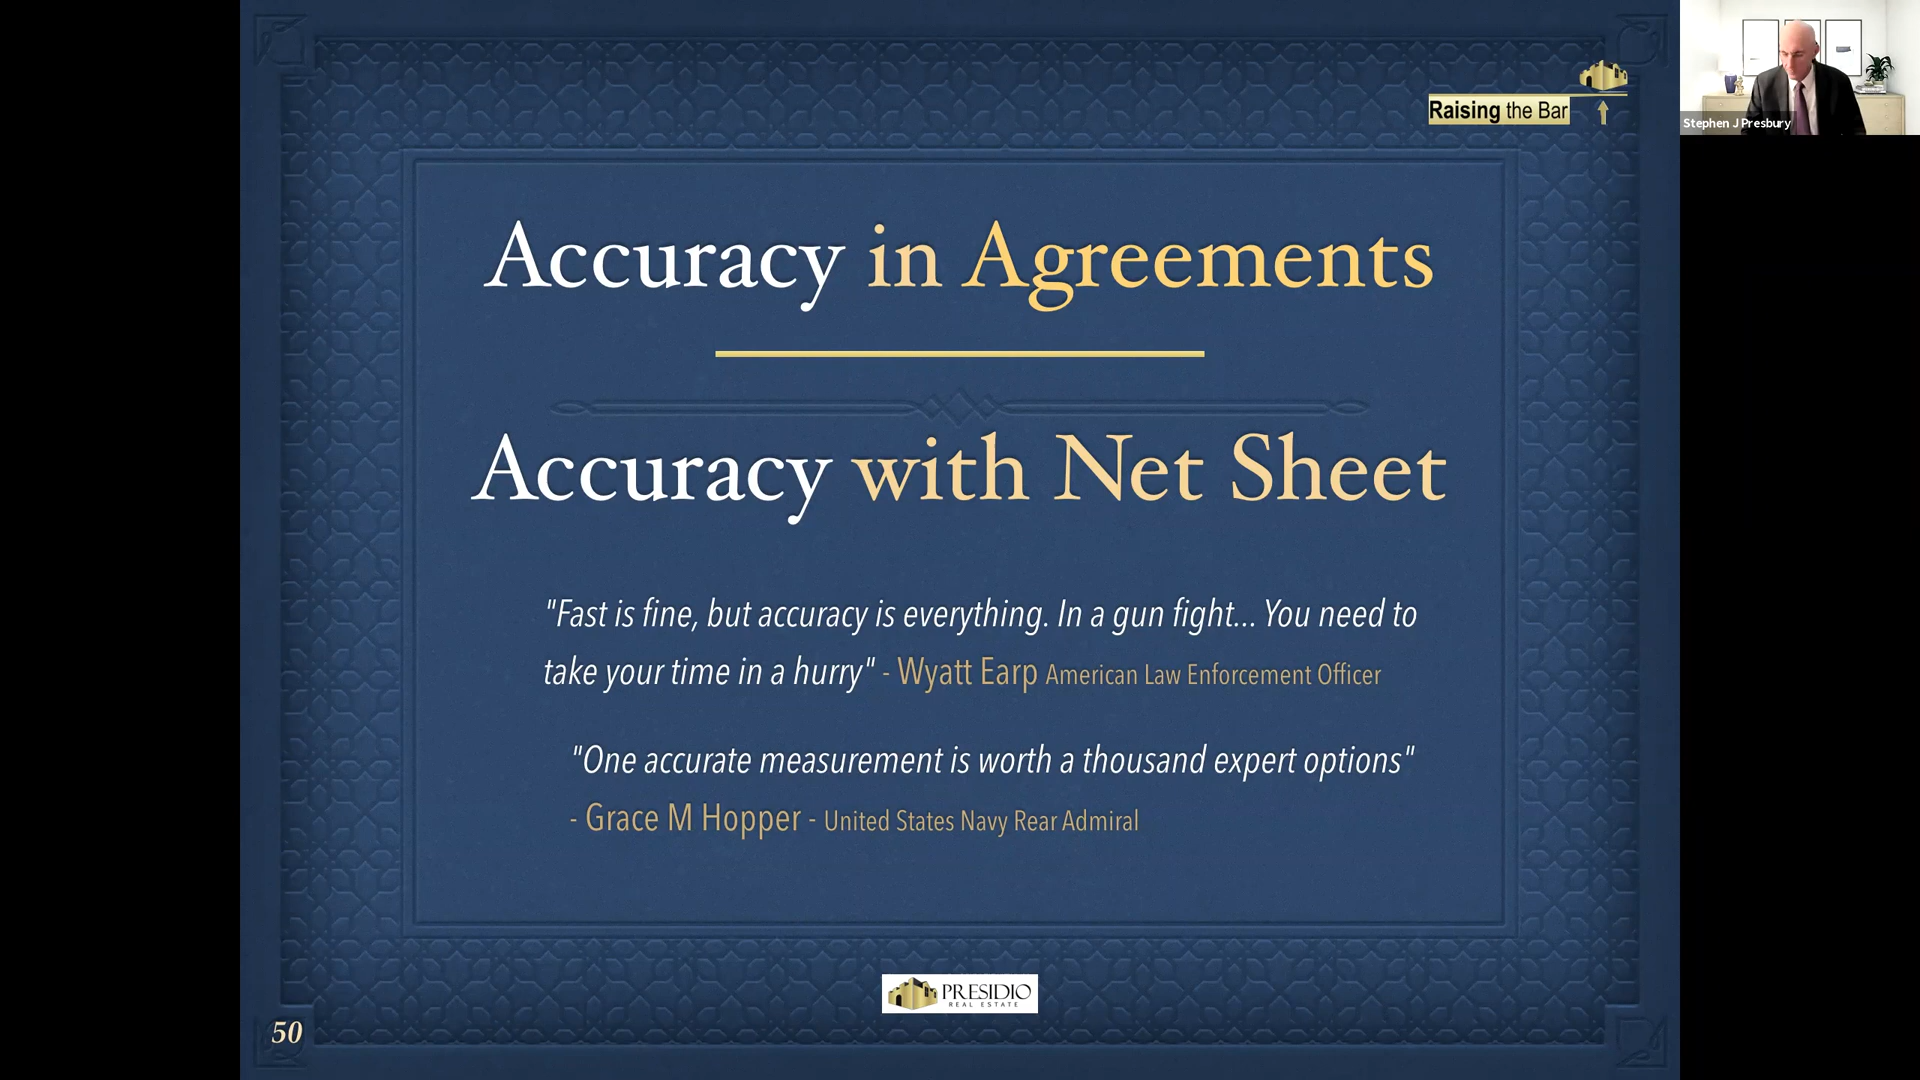 Raising the Bar
Stephen J Presbury
Accuracy in Agreements
Accuracy with Net Sheet
"Fast is fine, but accuracy is everything. In a gun fight... You need to
take your time in a hurry" - Wyatt Earp American Law Enforcement Officer
"One accurate measurement is worth a thousand expert options"
- Grace M Hopper - United States Navy Rear Admiral
PRESIDIO
REAL ESTATE
50